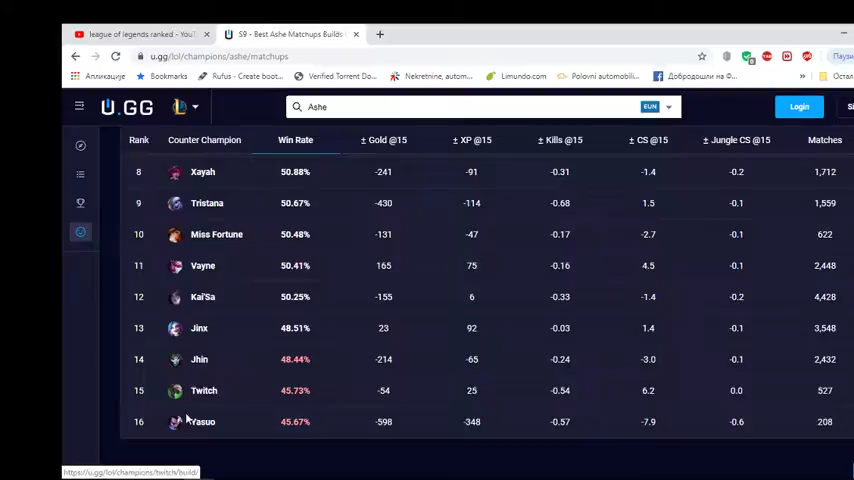 league of legends ranked - YouT
S9 - Best Ashe Matchups Builds
u.gg/lol/champions/ashe/matchups
Паузи
Апликације
Bookmarks
Rufus - Create boot...
Verified Torrent Do...
Nekretnine, autom...
Limundo.com
Polovni automobili...
Добродошли на Ф...
»
Остал
U.GG
Ashe
EUN
Login
Si
Rank Counter Champion Win Rate ± Gold @15 ± XP @15 ± Kills @15 ± CS @15 ± Jungle CS @15 Matches
8 Xayah 50.88% -241 -91 -0.31 -1.4 -0.2 1,712
9 Tristana 50.67% -430 -114 -0.68 1.5 -0.1 1,559
10 Miss Fortune 50.48% -131 -47 -0.17 -2.7 -0.1 622
11 Vayne 50.41% 165 75 -0.16 4.5 -0.1 2,448
12 Kai'Sa 50.25% -155 6 -0.33 -1.4 -0.2 4,428
13 Jinx 48.51% 23 92 -0.03 1.4 -0.1 3,548
14 Jhin 48.44% -214 -65 -0.24 -3.0 -0.1 2,432
15 Twitch 45.73% -54 25 -0.54 6.2 0.0 527
16 Yasuo 45.67% -598 -348 -0.57 -7.9 -0.6 208
https://u.gg/lol/champions/twitch/build/